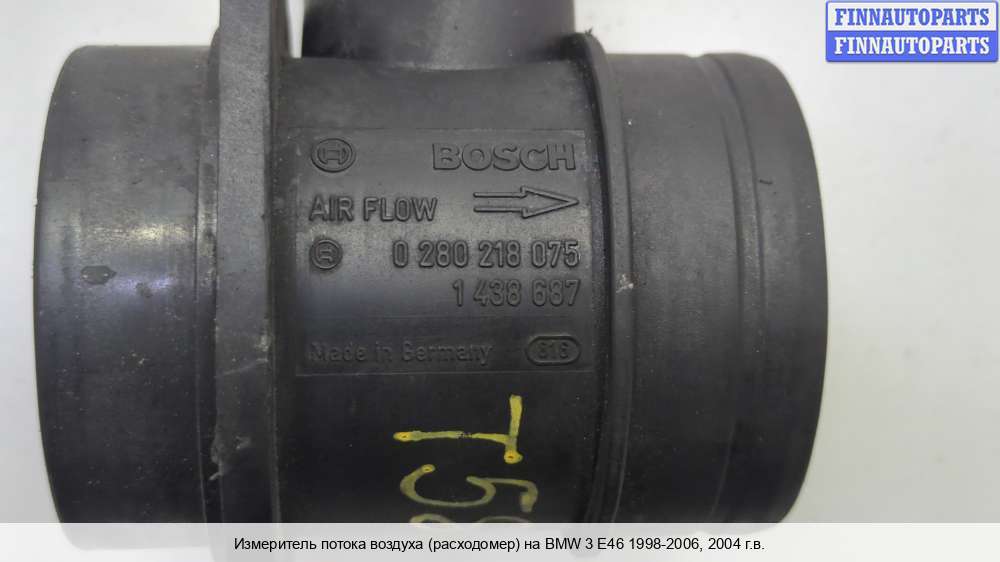 FINNAUTOPARTS
FINNAUTOPARTS
BOSCH
AIR FLOW
0 280 218 075
1 438 687
Made in Germany 616
Измеритель потока воздуха (расходомер) на BMW 3 E46 1998-2006, 2004 г.в.